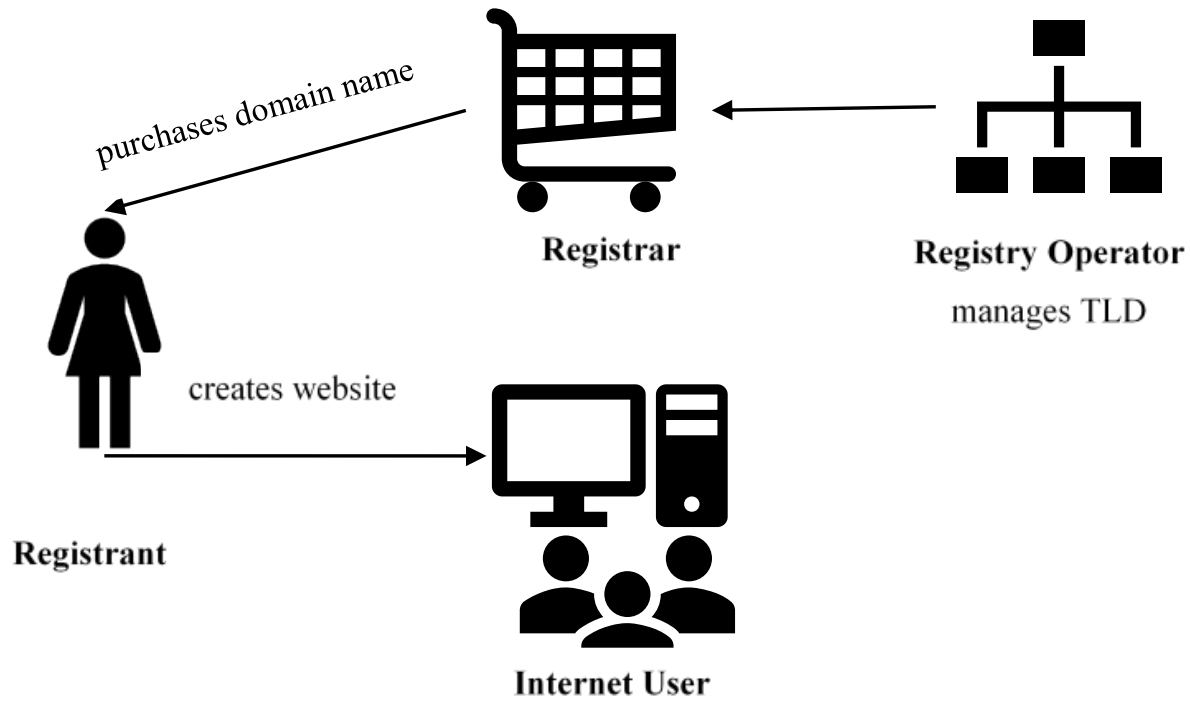 purchases domain name
Registrar
Registry Operator
manages TLD
creates website
Registrant
Internet User